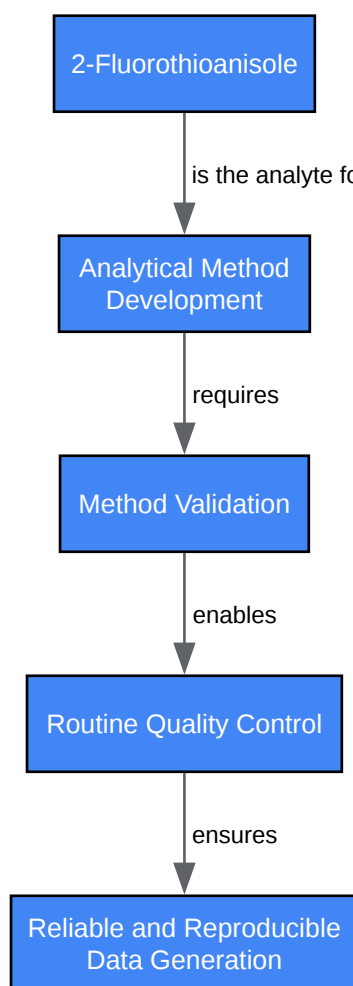 2-Fluorothioanisole
is the analyte fo
Analytical Method
Development
requires
Method Validation
enables
Routine Quality Control
ensures
Reliable and Reproducible
Data Generation